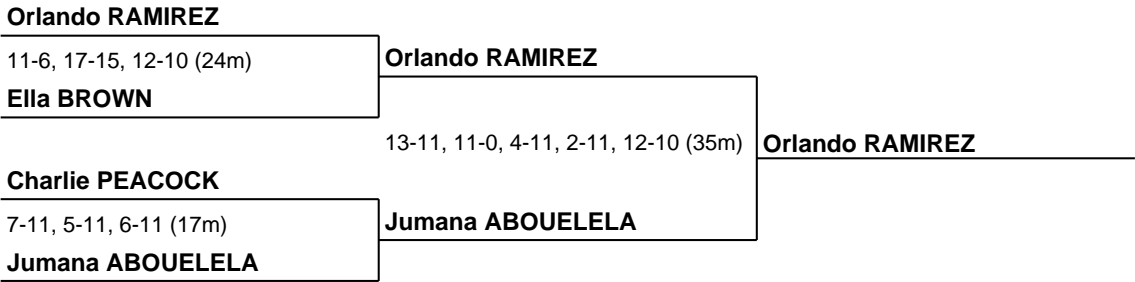 Orlando RAMIREZ
11-6, 17-15, 12-10 (24m)
Orlando RAMIREZ
Ella BROWN
13-11, 11-0, 4-11, 2-11, 12-10 (35m)
Orlando RAMIREZ
Charlie PEACOCK
7-11, 5-11, 6-11 (17m)
Jumana ABOUELELA
Jumana ABOUELELA